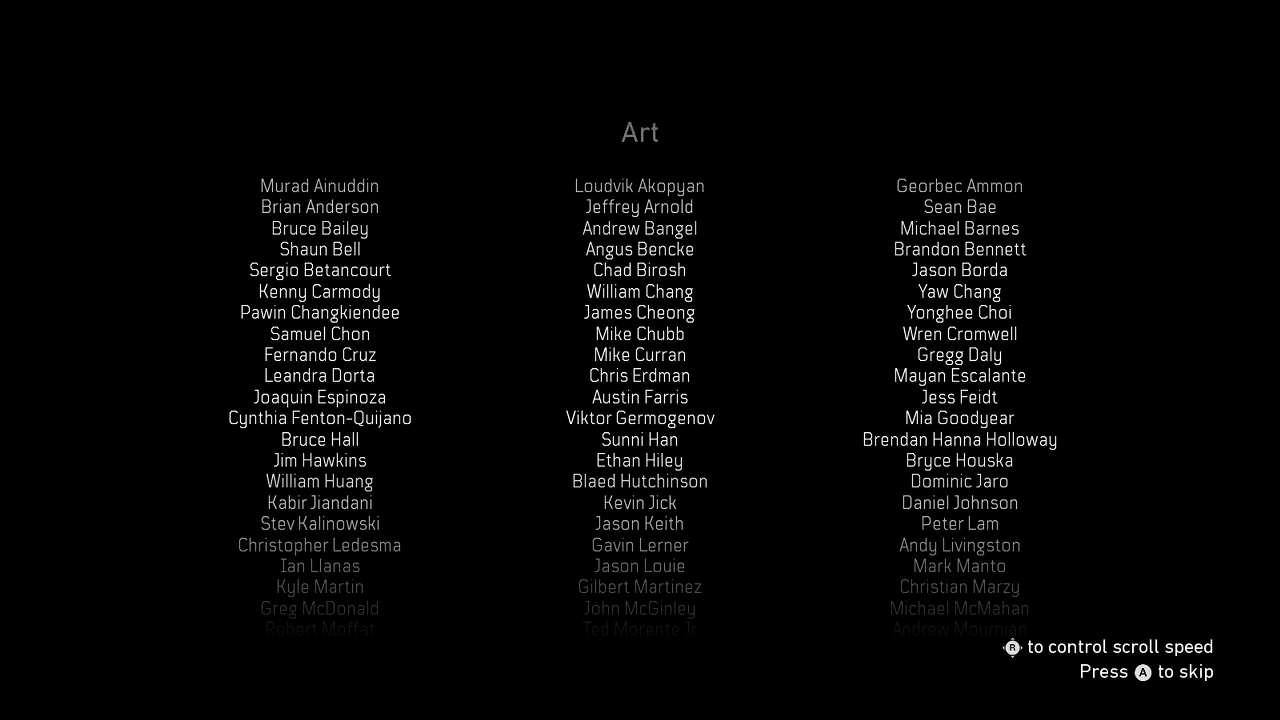 Art
Murad Ainuddin Loudvik Akopyan Georbec Ammon
Brian Anderson Jeffrey Arnold Sean Bae
Bruce Bailey Andrew Bangel Michael Barnes
Shaun Bell Angus Bencke Brandon Bennett
Sergio Betancourt Chad Birosh Jason Borda
Kenny Carmody William Chang Yaw Chang
Pawin Changkiendee James Cheong Yonghee Choi
Samuel Chon Mike Chubb Wren Cromwell
Fernando Cruz Mike Curran Gregg Daly
Leandra Dorta Chris Erdman Mayan Escalante
Joaquin Espinoza Austin Farris Jess Feidt
Cynthia Fenton-Quijano Viktor Germogenov Mia Goodyear
Bruce Hall Sunni Han Brendan Hanna Holloway
Jim Hawkins Ethan Hiley Bryce Houska
William Huang Blaed Hutchinson Dominic Jaro
Kabir Jiandani Kevin Jick Daniel Johnson
Stev Kalinowski Jason Keith Peter Lam
Christopher Ledesma Gavin Lerner Andy Livingston
Ian Llanas Jason Louie Mark Manto
Kyle Martin Gilbert Martinez Christian Marzy
Greg McDonald John McGinley Michael McMahan
Robert Moffat Ted Morente Jr Andrew Mournian
R to control scroll speed
Press A to skip